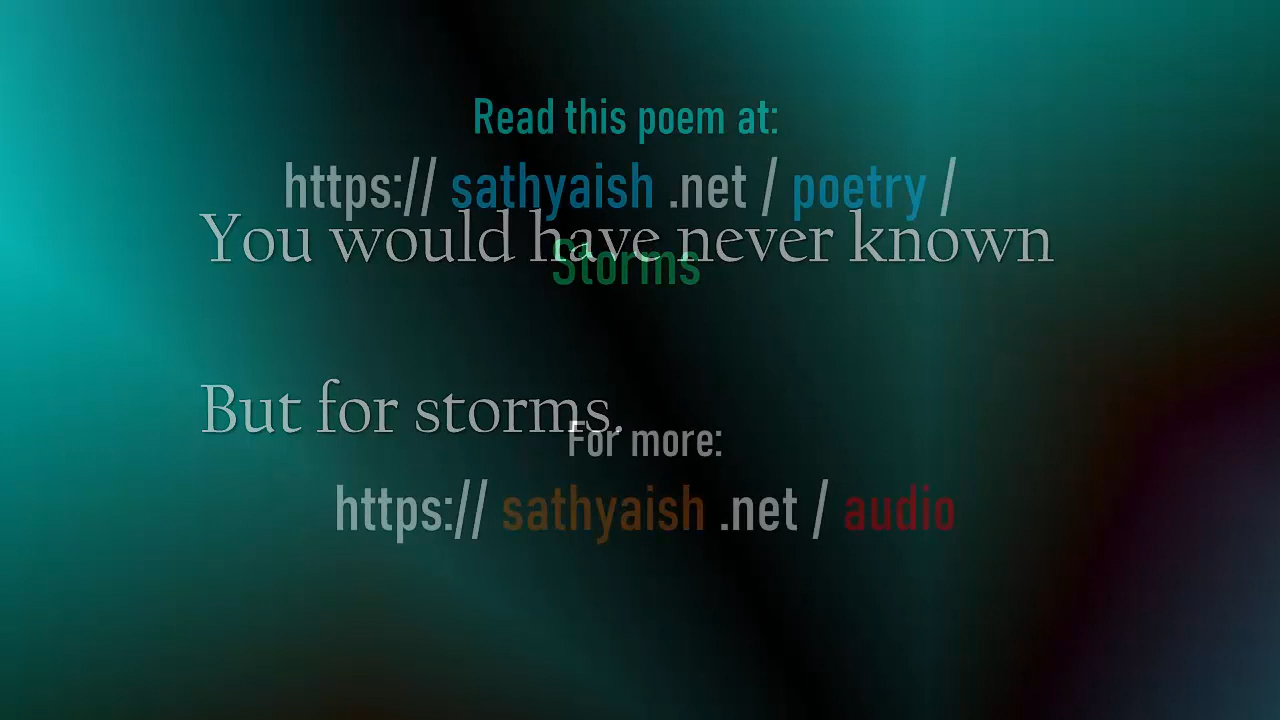 Read this poem at:
https:// sathyaish .net / poetry /
You would have never known
Storms
But for storms.
For more:
https:// sathyaish .net / audio